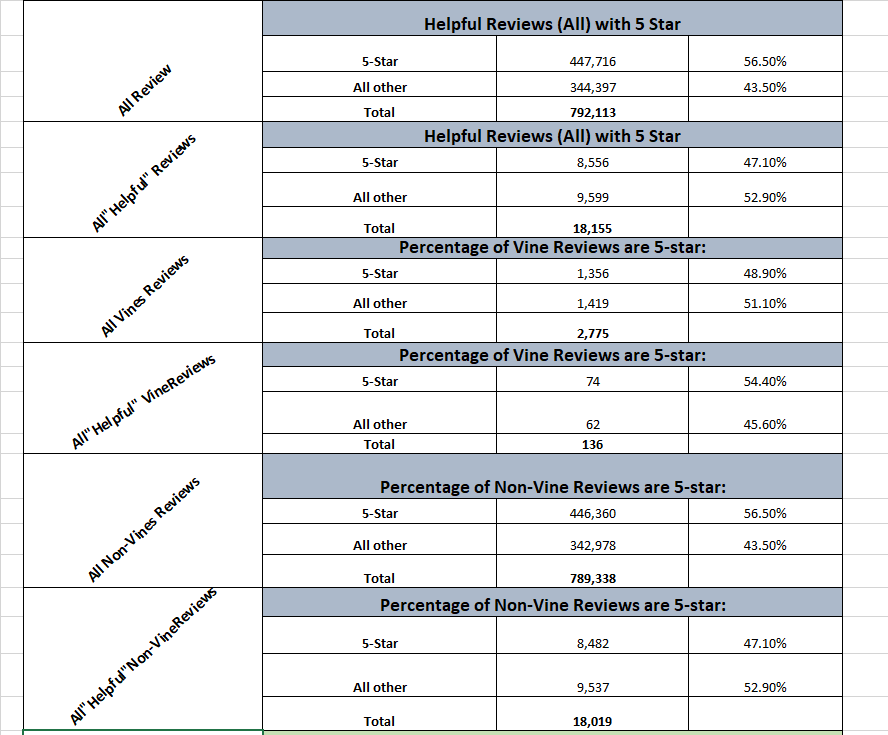 Helpful Reviews (All) with 5 Star
All Review
5-Star 447,716 56.50%
All other 344,397 43.50%
Total 792,113
Helpful Reviews (All) with 5 Star
All"Helpful" Reviews
5-Star 8,556 47.10%
All other 9,599 52.90%
Total 18,155
Percentage of Vine Reviews are 5-star:
All Vines Reviews
5-Star 1,356 48.90%
All other 1,419 51.10%
Total 2,775
Percentage of Vine Reviews are 5-star:
All"Helpful" VineReviews
5-Star 74 54.40%
All other 62 45.60%
Total 136
Percentage of Non-Vine Reviews are 5-star:
All Non-Vines Reviews
5-Star 446,360 56.50%
All other 342,978 43.50%
Total 789,338
Percentage of Non-Vine Reviews are 5-star:
All"Helpful"Non-VineReviews
5-Star 8,482 47.10%
All other 9,537 52.90%
Total 18,019